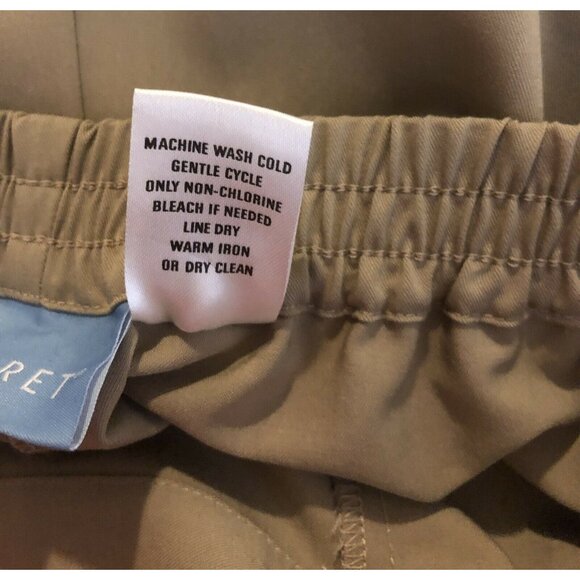 MACHINE WASH COLD
GENTLE CYCLE
ONLY NON-CHLORINE
BLEACH IF NEEDED
LINE DRY
WARM IRON
OR DRY CLEAN
RET